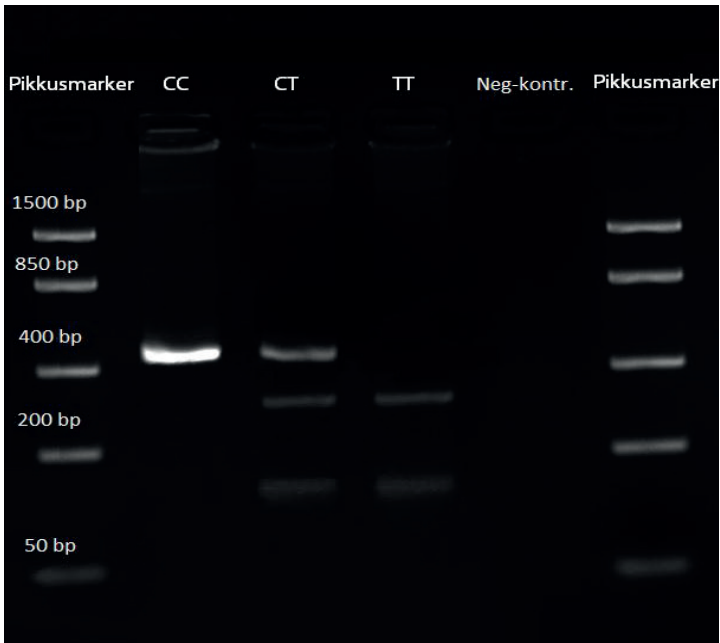 Pikkusmarker CC CT TT Neg-kontr. Pikkusmarker
1500 bp
850 bp
400 bp
200 bp
50 bp